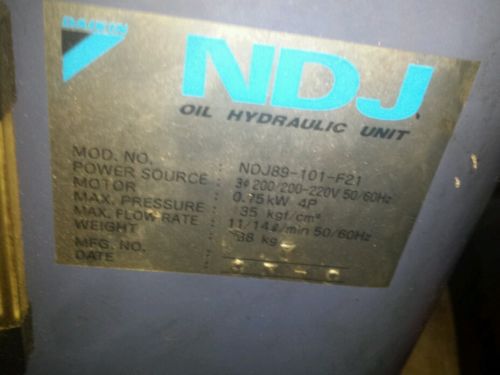 DAIKIN
NDJ
OIL HYDRAULIC UNIT
MOD. NO. : NDJ89-101-F21
POWER SOURCE : 3φ 200/200-220V 50/60Hz
MOTOR : 0.75kW 4P
MAX. PRESSURE : 35 kgf/cm²
MAX. FLOW RATE : 11/14ℓ/min 50/60Hz
WEIGHT : 38 kg
MFG. NO.
DATE